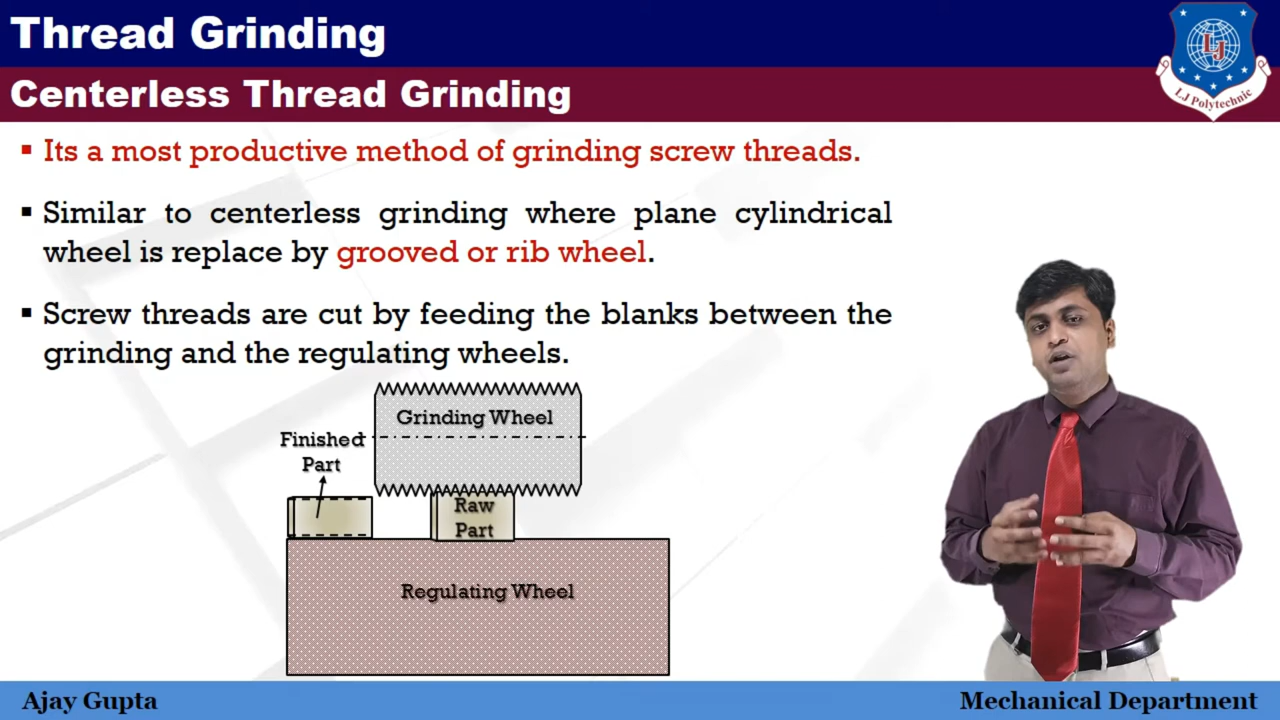 Thread Grinding
Centerless Thread Grinding
LJ
L.J Polytechnic
▪ Its a most productive method of grinding screw threads.
▪ Similar to centerless grinding where plane cylindrical
wheel is replace by grooved or rib wheel.
▪ Screw threads are cut by feeding the blanks between the
grinding and the regulating wheels.
Grinding Wheel
Finished
Part
Raw
Part
Regulating Wheel
Ajay Gupta
Mechanical Department